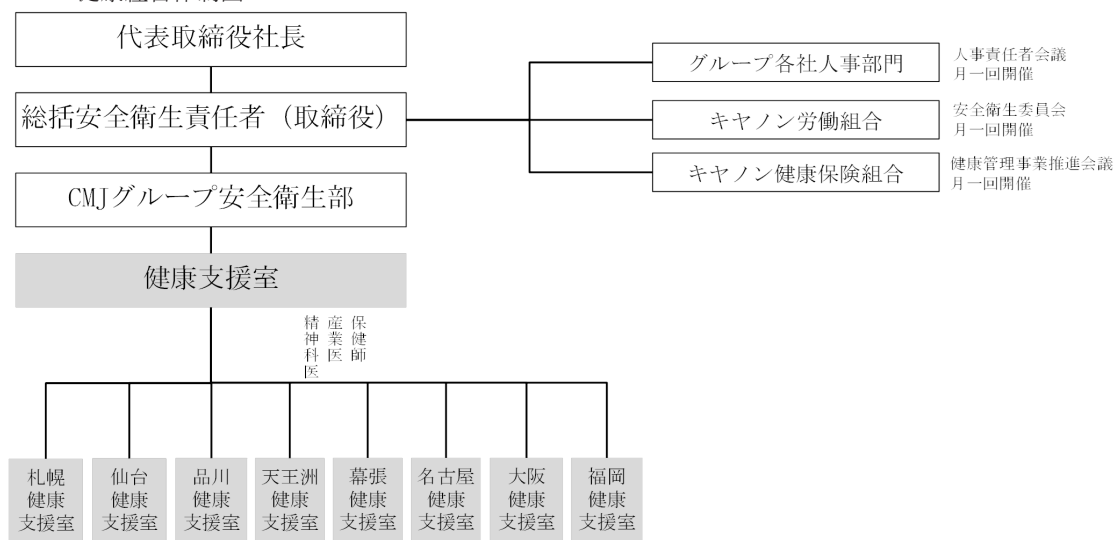 代表取締役社長
総括安全衛生責任者（取締役）
CMJグループ安全衛生部
健康支援室
グループ各社人事部門
人事責任者会議
月一回開催
キヤノン労働組合
安全衛生委員会
月一回開催
キヤノン健康保険組合
健康管理事業推進会議
月一回開催
保健師
産業医
精神科医
札幌
健康
支援室
仙台
健康
支援室
品川
健康
支援室
天王洲
健康
支援室
幕張
健康
支援室
名古屋
健康
支援室
大阪
健康
支援室
福岡
健康
支援室